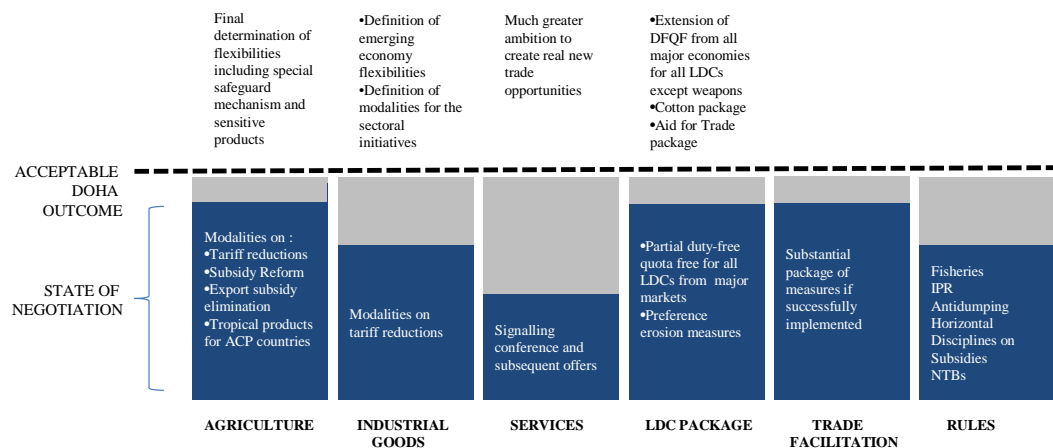 Final
determination of
flexibilities
including special
safeguard
mechanism and
sensitive
products
•Definition of
emerging
economy
flexibilities
•Definition of
modalities for the
sectoral
initiatives
Much greater
ambition to
create real new
trade
opportunities
•Extension of
DFQF from all
major economies
for all LDCs
except weapons
•Cotton package
•Aid for Trade
package
ACCEPTABLE
DOHA
OUTCOME
STATE OF
NEGOTIATION
Modalities on :
•Tariff reductions
•Subsidy Reform
•Export subsidy
elimination
•Tropical products
for ACP countries
Modalities on
tariff reductions
Signalling
conference and
subsequent offers
•Partial duty-free
quota free for all
LDCs from major
markets
•Preference
erosion measures
Substantial
package of
measures if
successfully
implemented
Fisheries
IPR
Antidumping
Horizontal
Disciplines on
Subsidies
NTBs
AGRICULTURE
INDUSTRIAL
GOODS
SERVICES
LDC PACKAGE
TRADE
FACILITATION
RULES